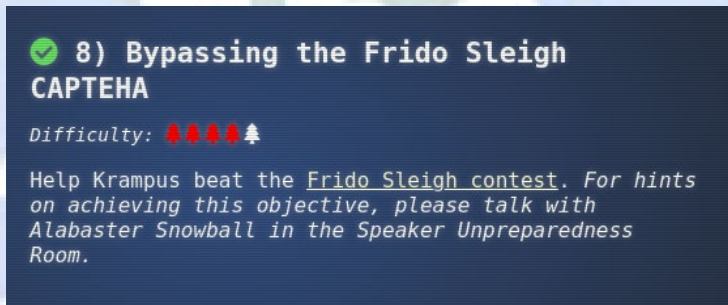 8) Bypassing the Frido Sleigh
CAPTEHA
Difficulty:
Help Krampus beat the Frido Sleigh contest. For hints
on achieving this objective, please talk with
Alabaster Snowball in the Speaker Unpreparedness
Room.